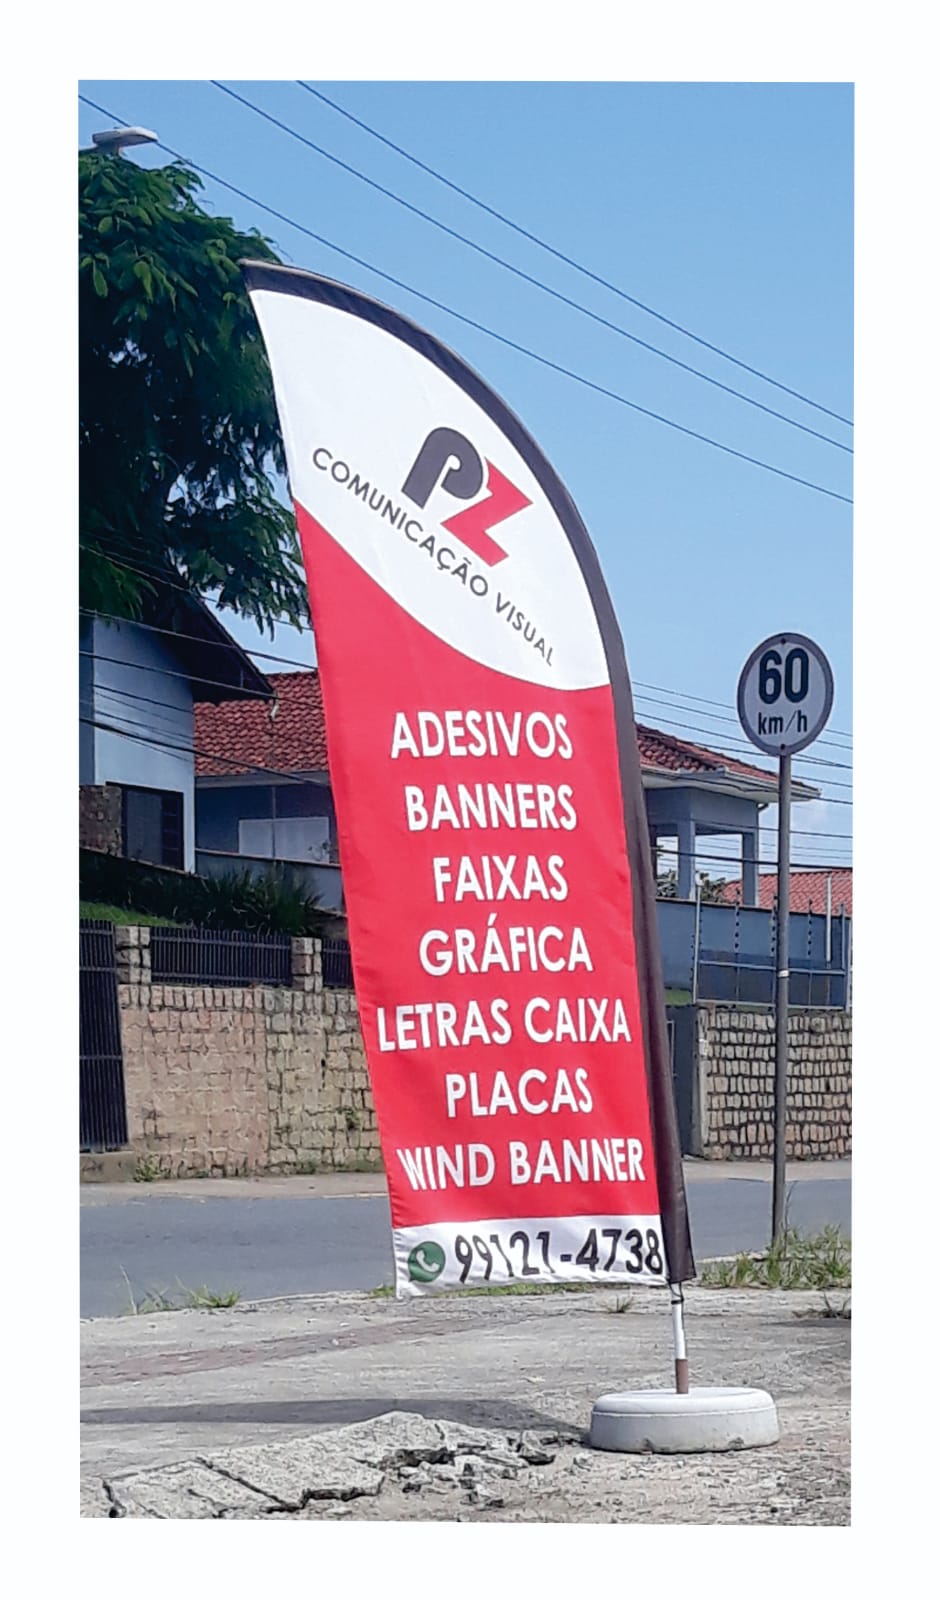 PZ
COMUNICAÇÃO VISUAL
ADESIVOS
BANNERS
FAIXAS
GRÁFICA
LETRAS CAIXA
PLACAS
WIND BANNER
99121-4738
60
km/h